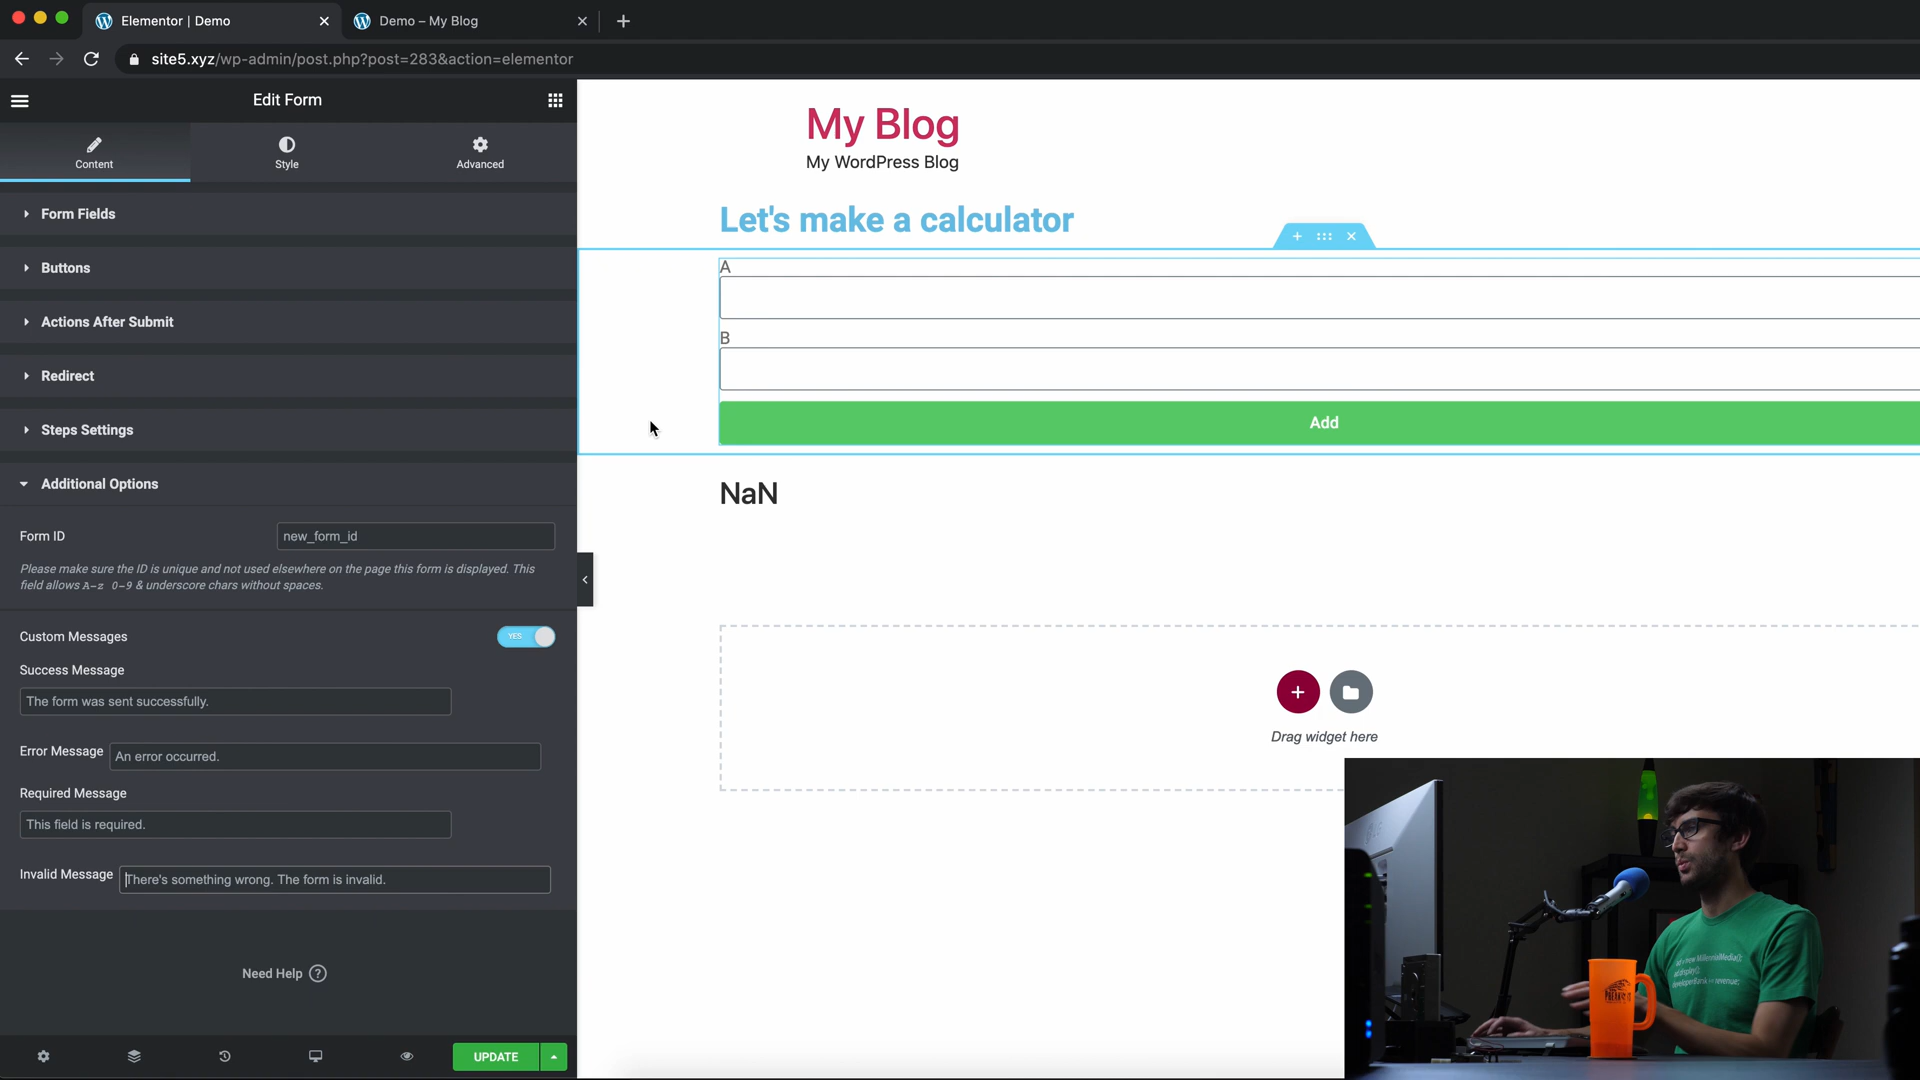 Elementor | Demo
Demo – My Blog
site5.xyz/wp-admin/post.php?post=283&action=elementor
Edit Form
Content
Style
Advanced
Form Fields
Buttons
Actions After Submit
Redirect
Steps Settings
Additional Options
Form ID
new_form_id
Please make sure the ID is unique and not used elsewhere on the page this form is displayed. This
field allows A-z 0-9 & underscore chars without spaces.
Custom Messages
YES
Success Message
The form was sent successfully.
Error Message
An error occurred.
Required Message
This field is required.
Invalid Message
There's something wrong. The form is invalid.
Need Help
UPDATE
My Blog
My WordPress Blog
Let's make a calculator
A
B
Add
NaN
Drag widget here